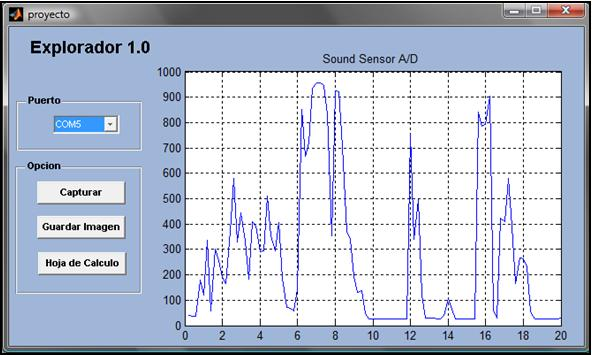 proyecto
Explorador 1.0
Sound Sensor A/D
Puerto
COM5
Opcion
Capturar
Guardar Imagen
Hoja de Calculo
1000
900
800
700
600
500
400
300
200
100
0
0 2 4 6 8 10 12 14 16 18 20